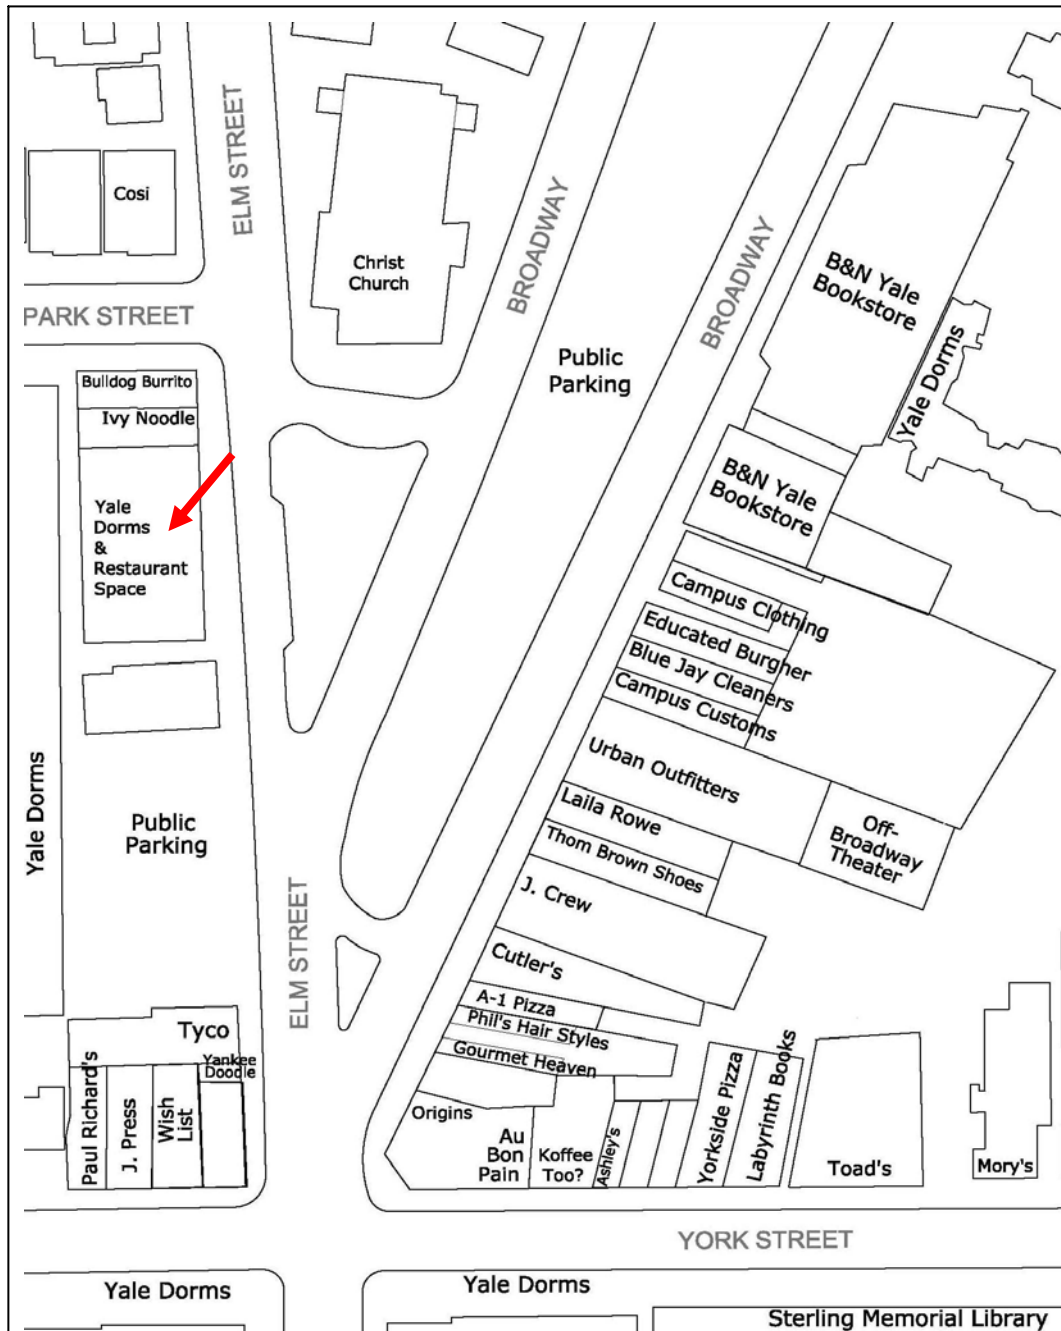 ELM STREET
Cosi
Christ
Church
BROADWAY
BROADWAY
B&N Yale
Bookstore
PARK STREET
Public
Parking
Yale Dorms
Bulldog Burrito
Ivy Noodle
B&N Yale
Bookstore
Yale
Dorms
&
Restaurant
Space
Campus Clothing
Educated Burgher
Blue Jay Cleaners
Campus Customs
Urban Outfitters
Laila Rowe
Thom Brown Shoes
Off-
Broadway
Theater
Yale Dorms
Public
Parking
J. Crew
ELM STREET
Cutler's
A-1 Pizza
Phil's Hair Styles
Gourmet Heaven
Tyco
Yankee
Doodle
Paul Richard's
J. Press
Wish
List
Origins
Au
Bon
Pain
Koffee
Too?
Ashley's
Yorkside Pizza
Labyrinth Books
Toad's
Mory's
YORK STREET
Yale Dorms
Yale Dorms
Sterling Memorial Library